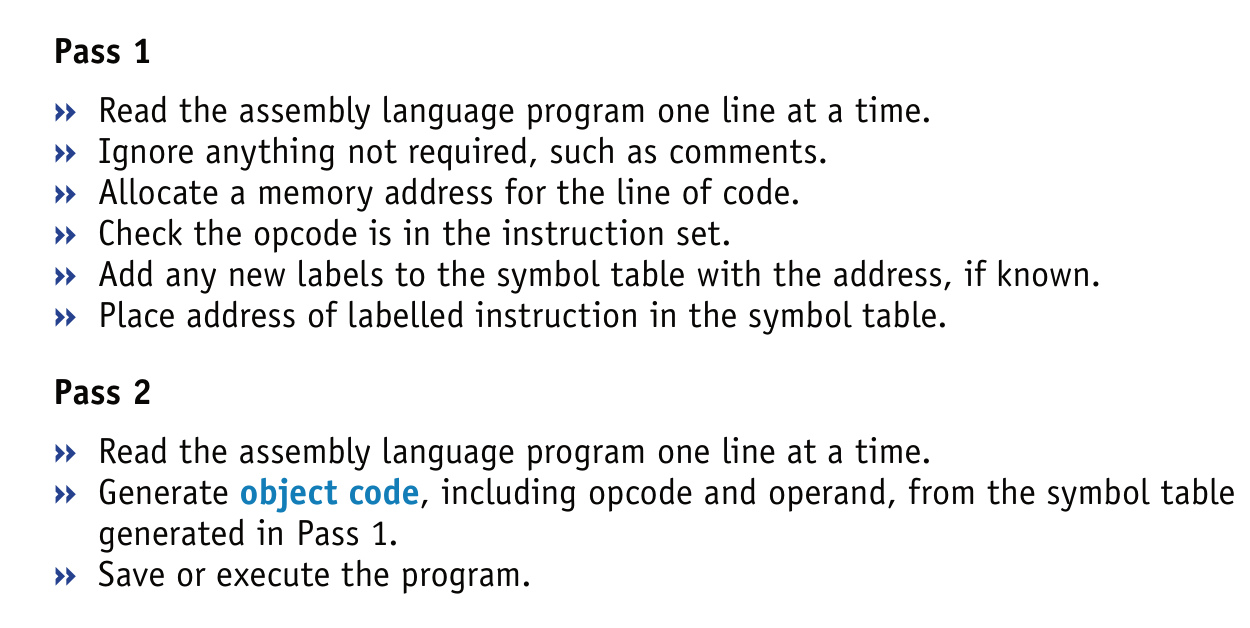 Pass 1
» Read the assembly language program one line at a time.
» Ignore anything not required, such as comments.
» Allocate a memory address for the line of code.
» Check the opcode is in the instruction set.
» Add any new labels to the symbol table with the address, if known.
» Place address of labelled instruction in the symbol table.
Pass 2
» Read the assembly language program one line at a time.
» Generate object code, including opcode and operand, from the symbol table
generated in Pass 1.
» Save or execute the program.